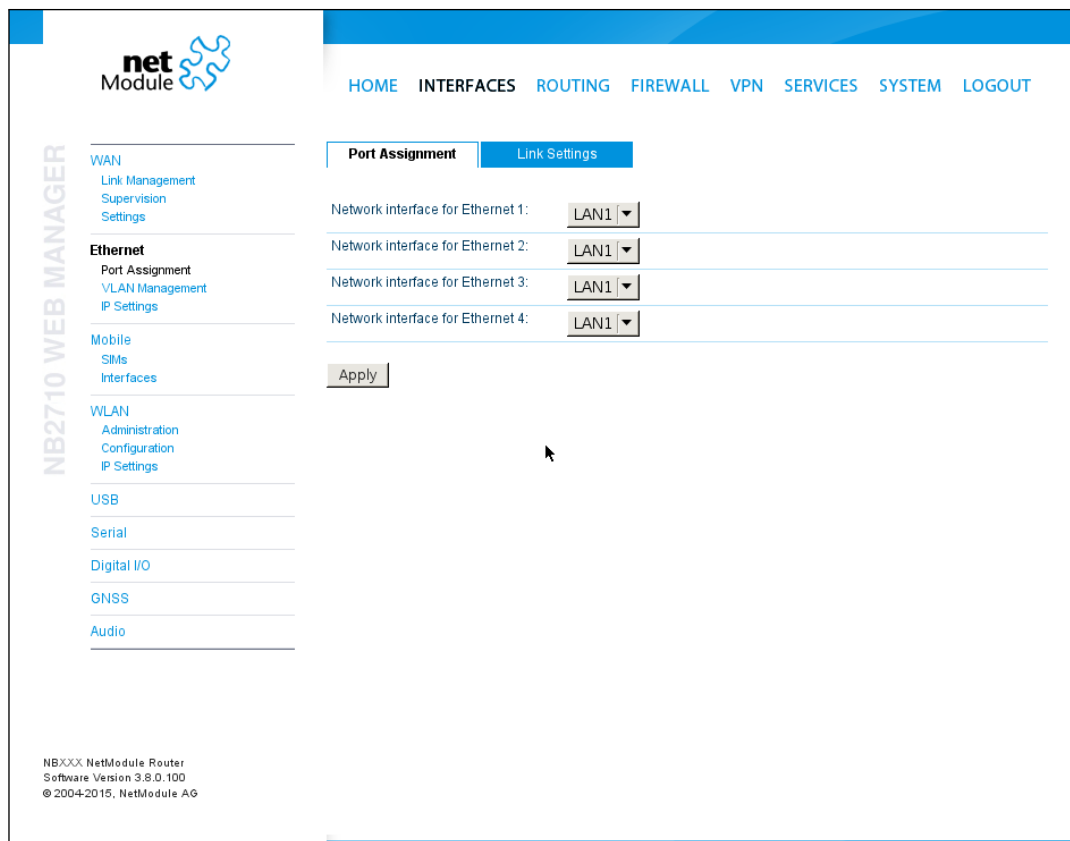 net
Module
HOME INTERFACES ROUTING FIREWALL VPN SERVICES SYSTEM LOGOUT
NB2710 WEB MANAGER
WAN
Link Management
Supervision
Settings
Ethernet
Port Assignment
VLAN Management
IP Settings
Mobile
SIMs
Interfaces
WLAN
Administration
Configuration
IP Settings
USB
Serial
Digital I/O
GNSS
Audio
Port Assignment Link Settings
Network interface for Ethernet 1: LAN1
Network interface for Ethernet 2: LAN1
Network interface for Ethernet 3: LAN1
Network interface for Ethernet 4: LAN1
Apply
NBXXX NetModule Router
Software Version 3.8.0.100
© 2004-2015, NetModule AG